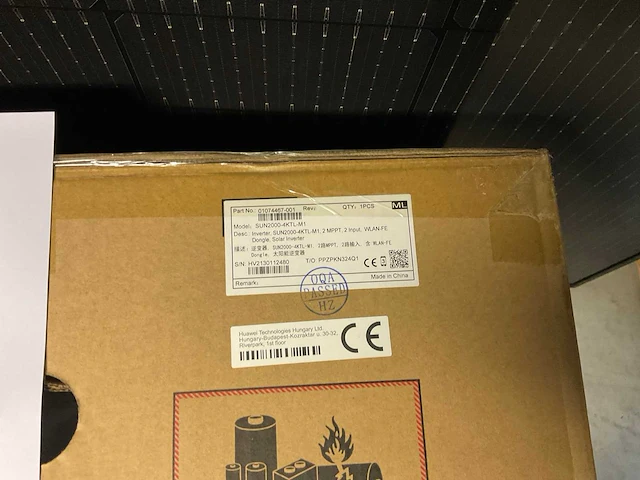 Part No.: 01074467-001 Rev.: QTY.: 1PCS ML
Model: SUN2000-4KTL-M1
Desc.: Inverter, SUN2000-4KTL-M1, 2 MPPT, 2 Input, WLAN-FE
Dongle, Solar Inverter
描述: 逆变器, SUN2000-4KTL-M1, 2路MPPT, 2路输入, 含 WLAN-FE
Dongle, 太阳能逆变器
S/N: HV2130112480 T/O: PPZPKN324Q1 CE
Remark: Made in China
OQA
PASSED
HZ
Huawei Technologies Hungary Ltd.
Hungary-Budapest-Kozraktar u. 30-32,
Riverpark, 1st floor
CE